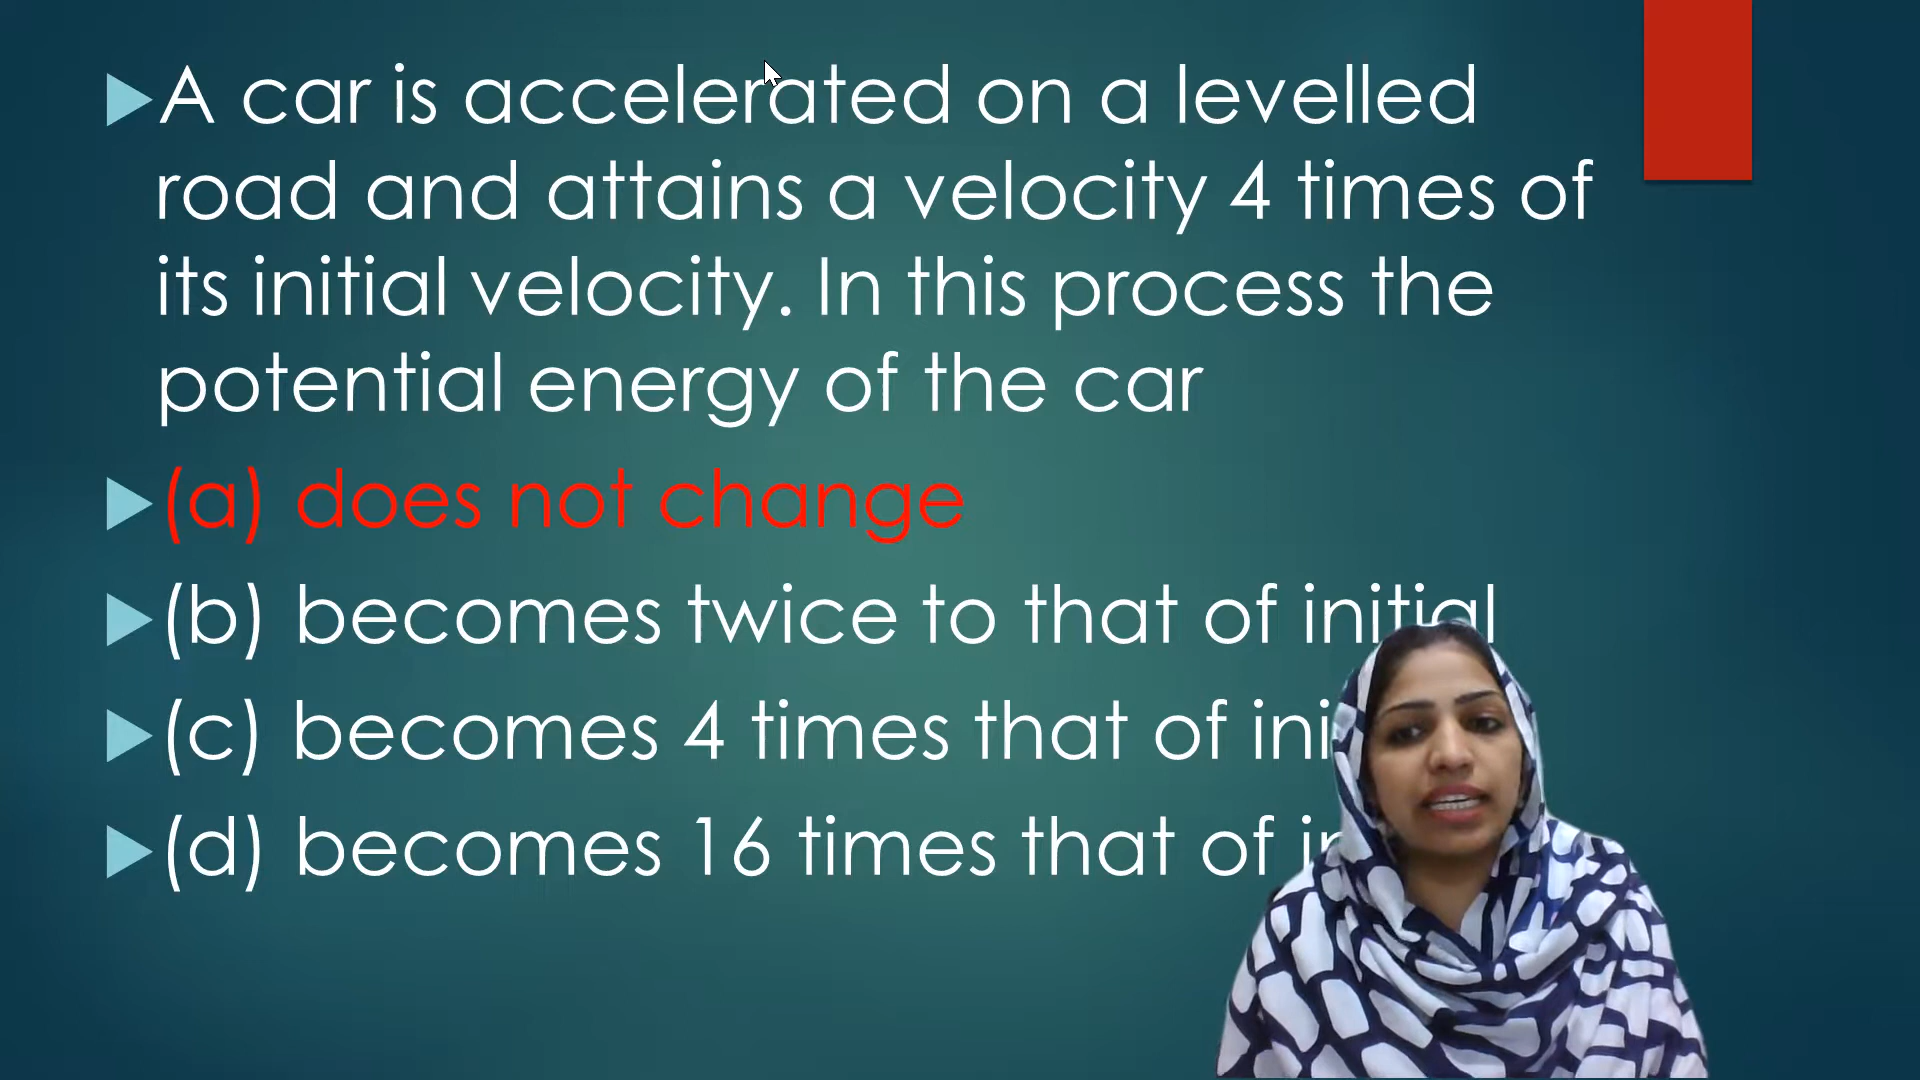 A car is accelerated on a levelled
road and attains a velocity 4 times of
its initial velocity. In this process the
potential energy of the car
(a) does not change
(b) becomes twice to that of initial
(c) becomes 4 times that of
(d) becomes 16 times that of